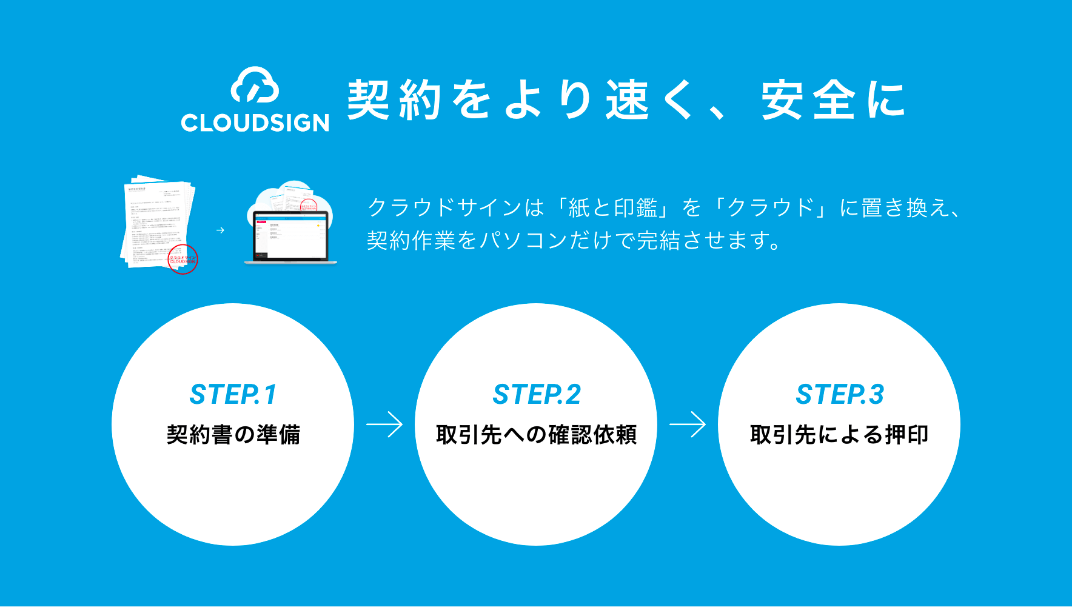 CLOUDSIGN
契約をより速く、安全に
クラウドサインは「紙と印鑑」を「クラウド」に置き換え、
契約作業をパソコンだけで完結させます。
STEP.1
契約書の準備
STEP.2
取引先への確認依頼
STEP.3
取引先による押印